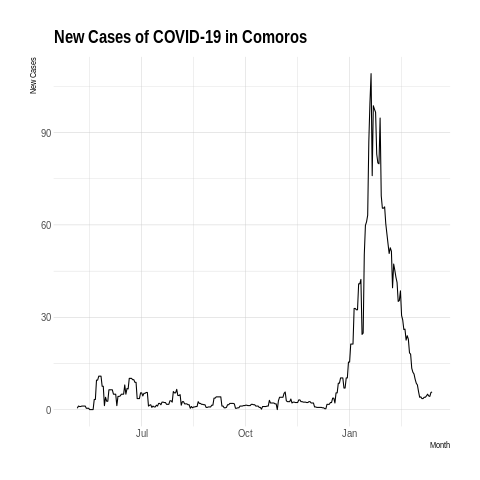 New Cases of COVID-19 in Comoros
New Cases
90
60
30
0
Jul Oct Jan
Month